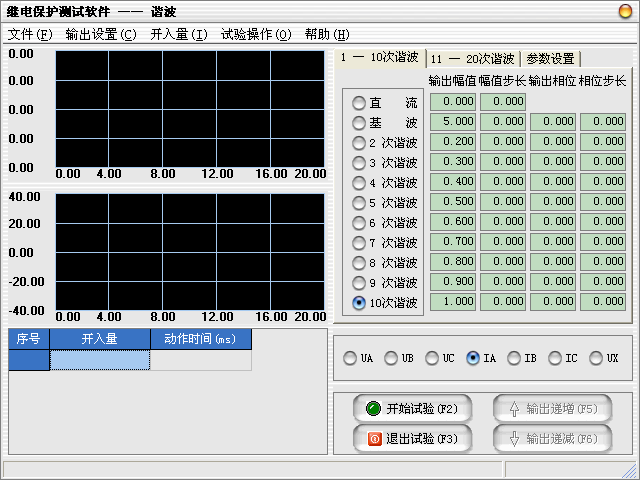 继电保护测试软件 —— 谐波
文件(F) 输出设置(C) 开入量(I) 试验操作(O) 帮助(H)
0.00
0.00
0.00
0.00
0.00
0.00 4.00 8.00 12.00 16.00 20.00
40.00
20.00
0.00
-20.00
-40.00
0.00 4.00 8.00 12.00 16.00 20.00
序号 开入量 动作时间(ms)
1 — 10次谐波 11 — 20次谐波 参数设置
输出幅值 幅值步长 输出相位 相位步长
直 流 0.000 0.000
基 波 5.000 0.000 0.000 0.000
2 次谐波 0.200 0.000 0.000 0.000
3 次谐波 0.300 0.000 0.000 0.000
4 次谐波 0.400 0.000 0.000 0.000
5 次谐波 0.500 0.000 0.000 0.000
6 次谐波 0.600 0.000 0.000 0.000
7 次谐波 0.700 0.000 0.000 0.000
8 次谐波 0.800 0.000 0.000 0.000
9 次谐波 0.900 0.000 0.000 0.000
10次谐波 1.000 0.000 0.000 0.000
UA UB UC IA IB IC UX
开始试验(F2) 输出递增(F5)
退出试验(F3) 输出递减(F6)